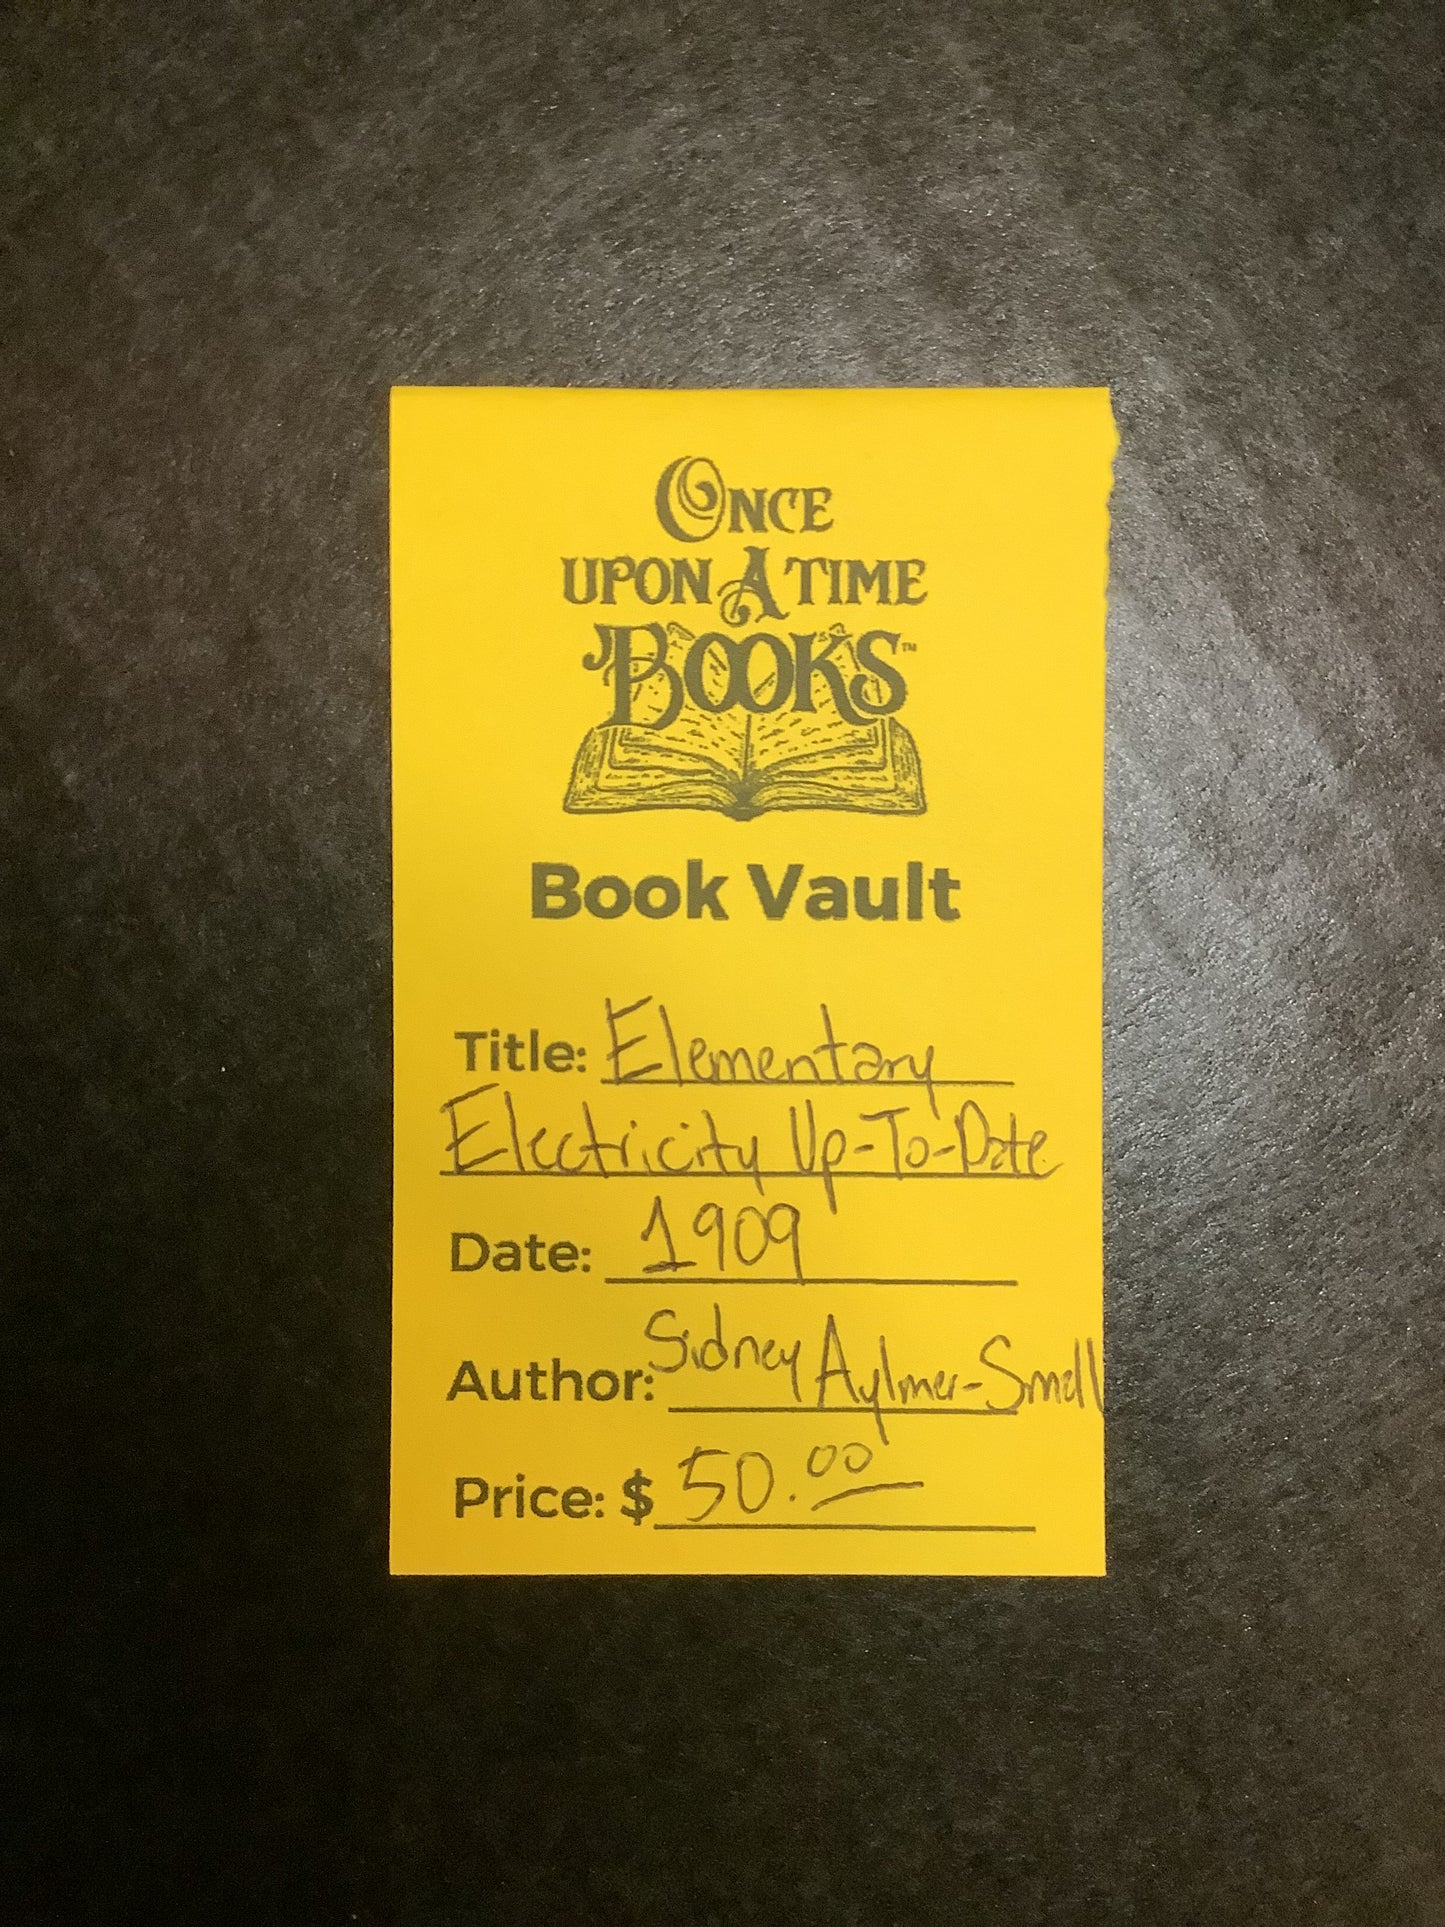 ONCE
UPON A TIME
BOOKS™
Book Vault
Title: Elementary
Electricity Up-To-Date
Date: 1909
Author: Sidney Aylmer-Small
Price: $ 50.00